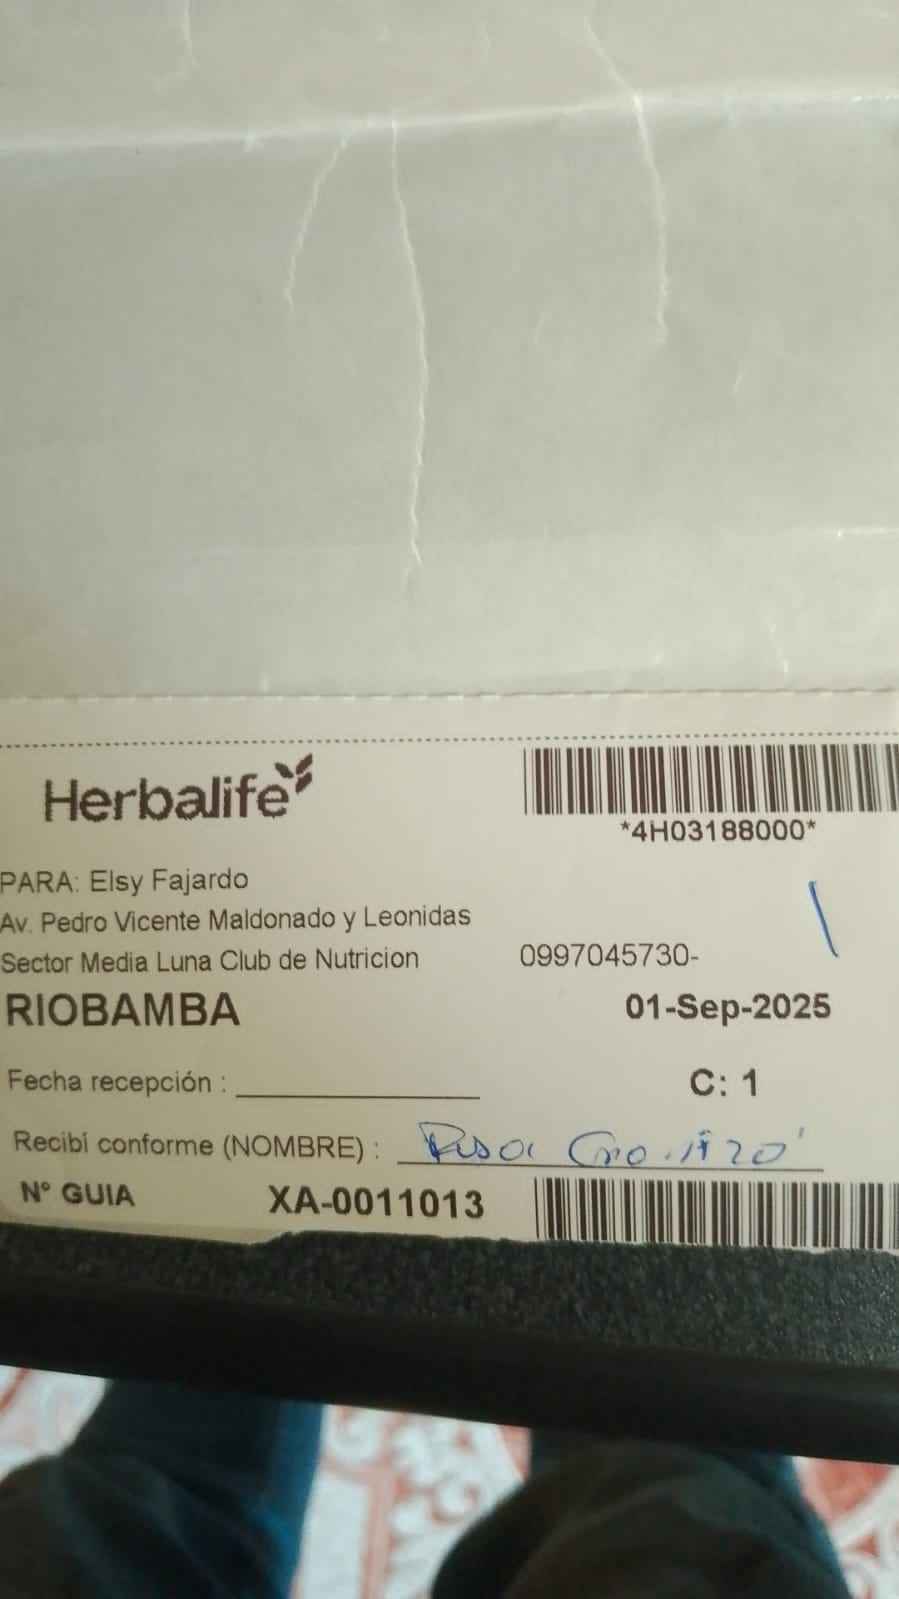 Herbalife
*4H03188000*
PARA: Elsy Fajardo
Av. Pedro Vicente Maldonado y Leonidas
Sector Media Luna Club de Nutricion 0997045730-
RIOBAMBA 01-Sep-2025
Fecha recepción : C: 1
Recibí conforme (NOMBRE) : Rosa
N° GUIA XA-0011013